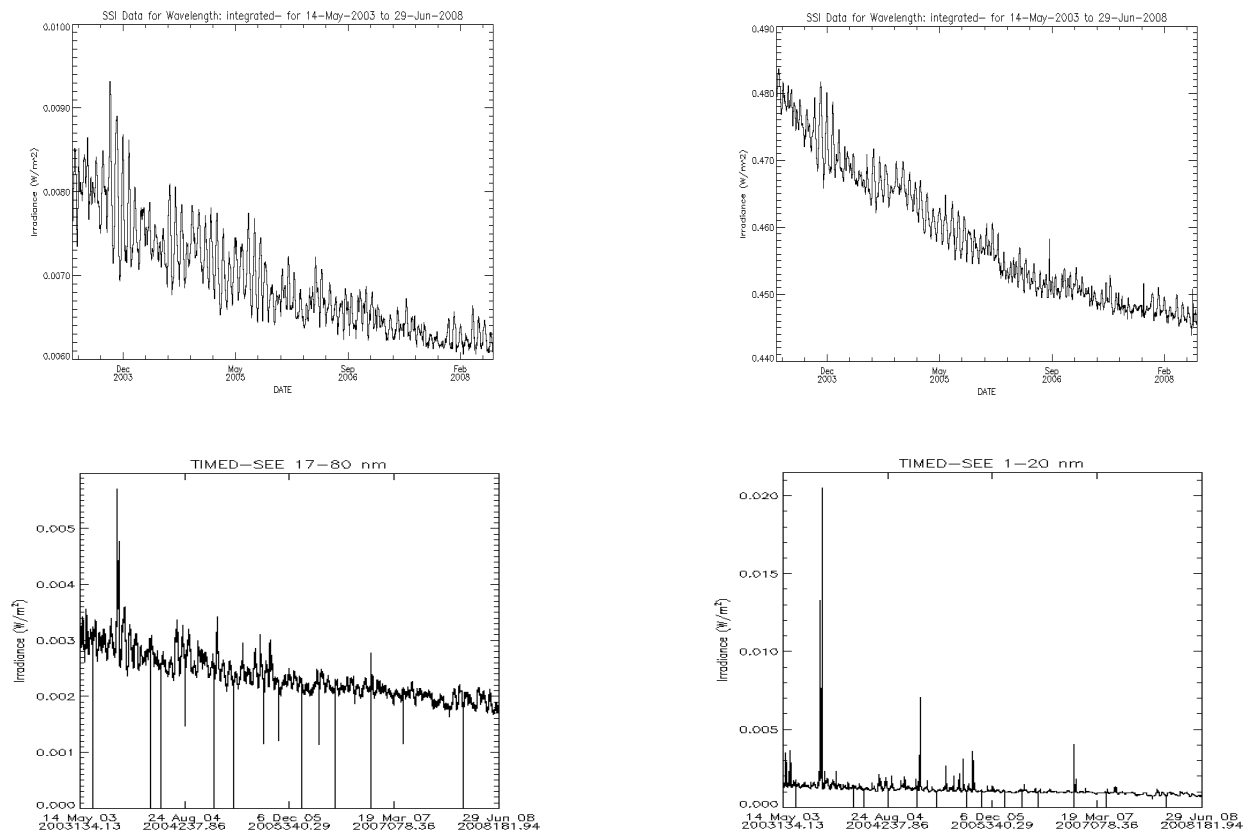 SSI Data for Wavelength: integrated- for 14-May-2003 to 29-Jun-2008
0.0100
0.0090
0.0080
0.0070
0.0060
Irradiance (W/m^2)
Dec 2003
May 2005
Sep 2006
Feb 2008
DATE
SSI Data for Wavelength: integrated- for 14-May-2003 to 29-Jun-2008
0.490
0.480
0.470
0.460
0.450
0.440
Irradiance (W/m^2)
Dec 2003
May 2005
Sep 2006
Feb 2008
DATE
TIMED-SEE 17-80 nm
0.005
0.004
0.003
0.002
0.001
0.000
Irradiance (W/m²)
14 May 03 24 Aug 04 6 Dec 05 19 Mar 07 29 Jun 08
2003134.13 2004237.86 2005340.29 2007078.36 2008181.94
TIMED-SEE 1-20 nm
0.020
0.015
0.010
0.005
0.000
Irradiance (W/m²)
14 May 03 24 Aug 04 6 Dec 05 19 Mar 07 29 Jun 08
2003134.13 2004237.86 2005340.29 2007078.36 2008181.94